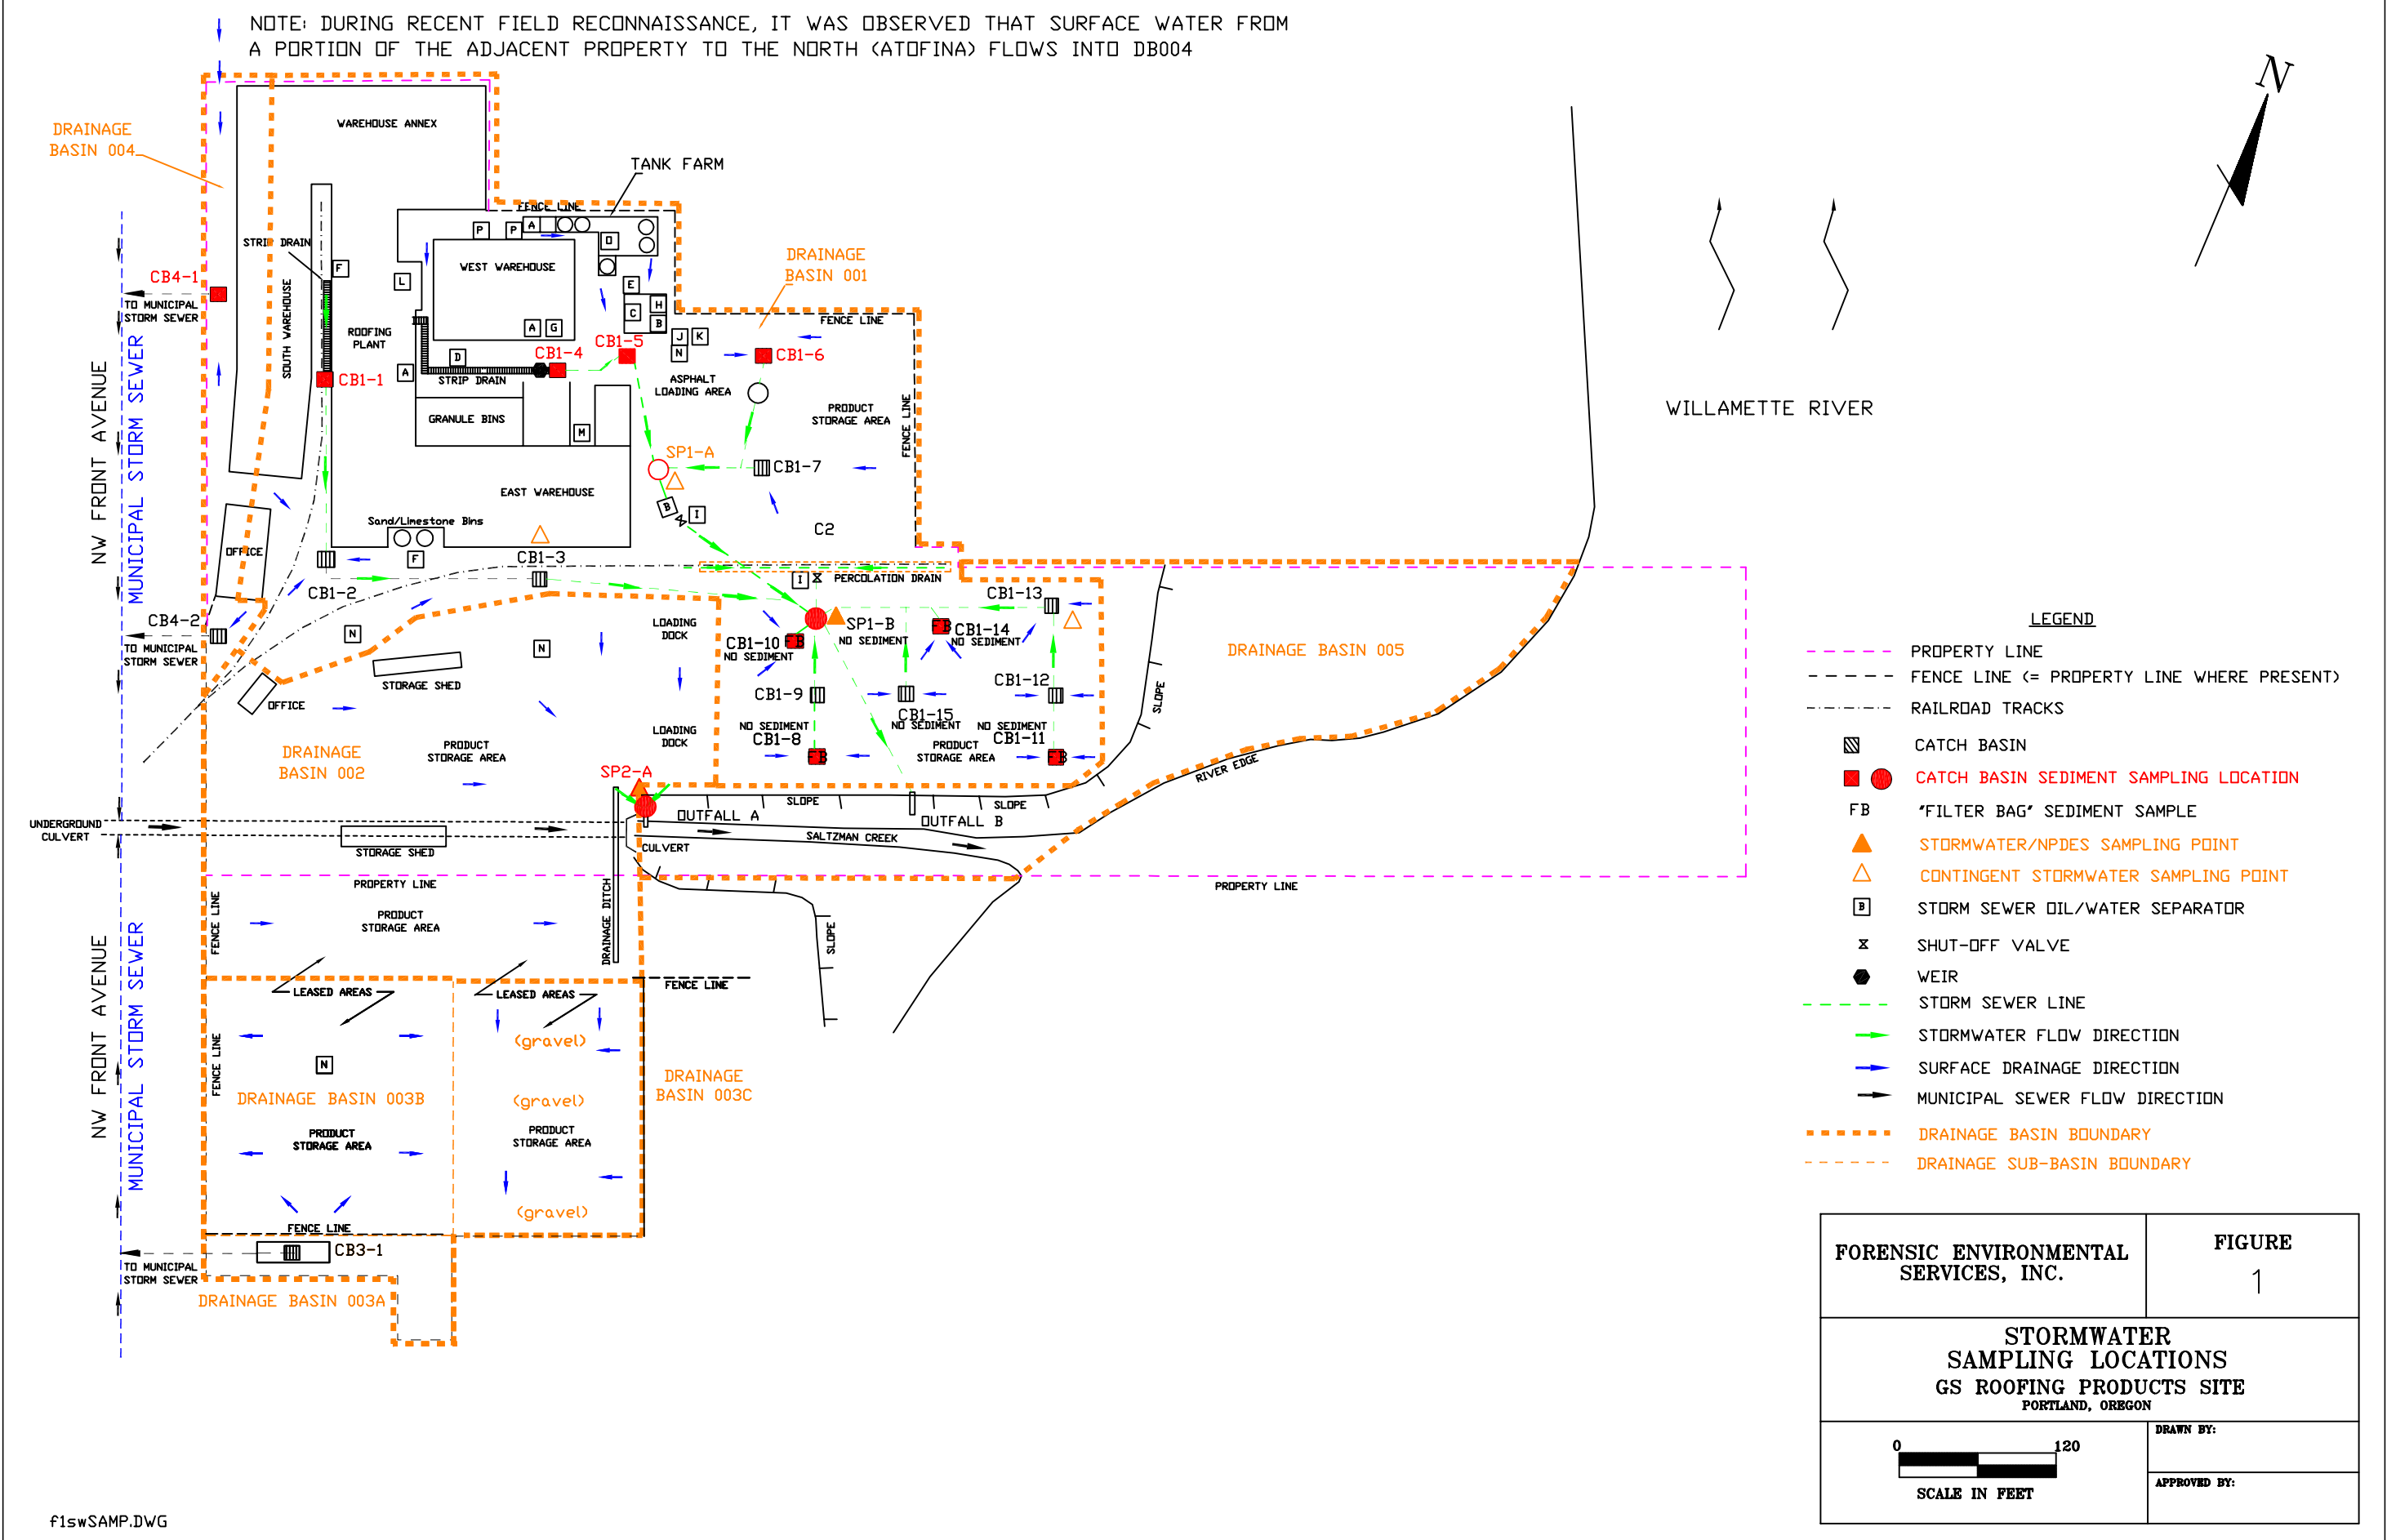 NOTE: DURING RECENT FIELD RECONNAISSANCE, IT WAS OBSERVED THAT SURFACE WATER FROM
A PORTION OF THE ADJACENT PROPERTY TO THE NORTH (ATOFINA) FLOWS INTO DB004
N
DRAINAGE
BASIN 004
WAREHOUSE ANNEX
TANK FARM
FENCE LINE
P
P
A
O
STRIP DRAIN
F
L
WEST WAREHOUSE
DRAINAGE
BASIN 001
CB4-1
TO MUNICIPAL
STORM SEWER
SOUTH WAREHOUSE
ROOFING
PLANT
E
H
C
B
A
G
J
K
N
FENCE LINE
CB1-5
CB1-4
CB1-6
D
A
CB1-1
STRIP DRAIN
ASPHALT
LOADING AREA
PRODUCT
STORAGE AREA
FENCE LINE
GRANULE BINS
M
WILLAMETTE RIVER
NW FRONT AVENUE
MUNICIPAL STORM SEWER
SP1-A
CB1-7
EAST WAREHOUSE
B
I
Sand/Limestone Bins
C2
OFFICE
F
CB1-3
CB1-2
I
PERCOLATION DRAIN
CB1-13
CB4-2
TO MUNICIPAL
STORM SEWER
N
N
LOADING
DOCK
SP1-B
NO SEDIMENT
FB
CB1-10
NO SEDIMENT
FB
CB1-14
NO SEDIMENT
DRAINAGE BASIN 005
STORAGE SHED
OFFICE
CB1-9
CB1-12
CB1-15
NO SEDIMENT
NO SEDIMENT
CB1-8
FB
NO SEDIMENT
CB1-11
FB
SLOPE
LOADING
DOCK
PRODUCT
STORAGE AREA
PRODUCT
STORAGE AREA
DRAINAGE
BASIN 002
SP2-A
RIVER EDGE
SLOPE
SLOPE
OUTFALL A
OUTFALL B
UNDERGROUND
CULVERT
SALTZMAN CREEK
CULVERT
STORAGE SHED
PROPERTY LINE
PROPERTY LINE
FENCE LINE
PRODUCT
STORAGE AREA
DRAINAGE DITCH
SLOPE
FENCE LINE
LEASED AREAS
LEASED AREAS
NW FRONT AVENUE
MUNICIPAL STORM SEWER
FENCE LINE
N
(gravel)
DRAINAGE BASIN 003B
(gravel)
DRAINAGE
BASIN 003C
PRODUCT
STORAGE AREA
PRODUCT
STORAGE AREA
(gravel)
FENCE LINE
CB3-1
TO MUNICIPAL
STORM SEWER
DRAINAGE BASIN 003A
LEGEND
PROPERTY LINE
FENCE LINE (= PROPERTY LINE WHERE PRESENT)
RAILROAD TRACKS
CATCH BASIN
CATCH BASIN SEDIMENT SAMPLING LOCATION
FB "FILTER BAG" SEDIMENT SAMPLE
STORMWATER/NPDES SAMPLING POINT
CONTINGENT STORMWATER SAMPLING POINT
B STORM SEWER OIL/WATER SEPARATOR
SHUT-OFF VALVE
WEIR
STORM SEWER LINE
STORMWATER FLOW DIRECTION
SURFACE DRAINAGE DIRECTION
MUNICIPAL SEWER FLOW DIRECTION
DRAINAGE BASIN BOUNDARY
DRAINAGE SUB-BASIN BOUNDARY
FORENSIC ENVIRONMENTAL
SERVICES, INC.
FIGURE
1
STORMWATER
SAMPLING LOCATIONS
GS ROOFING PRODUCTS SITE
PORTLAND, OREGON
0 120
SCALE IN FEET
DRAWN BY:
APPROVED BY:
f1swSAMP.DWG